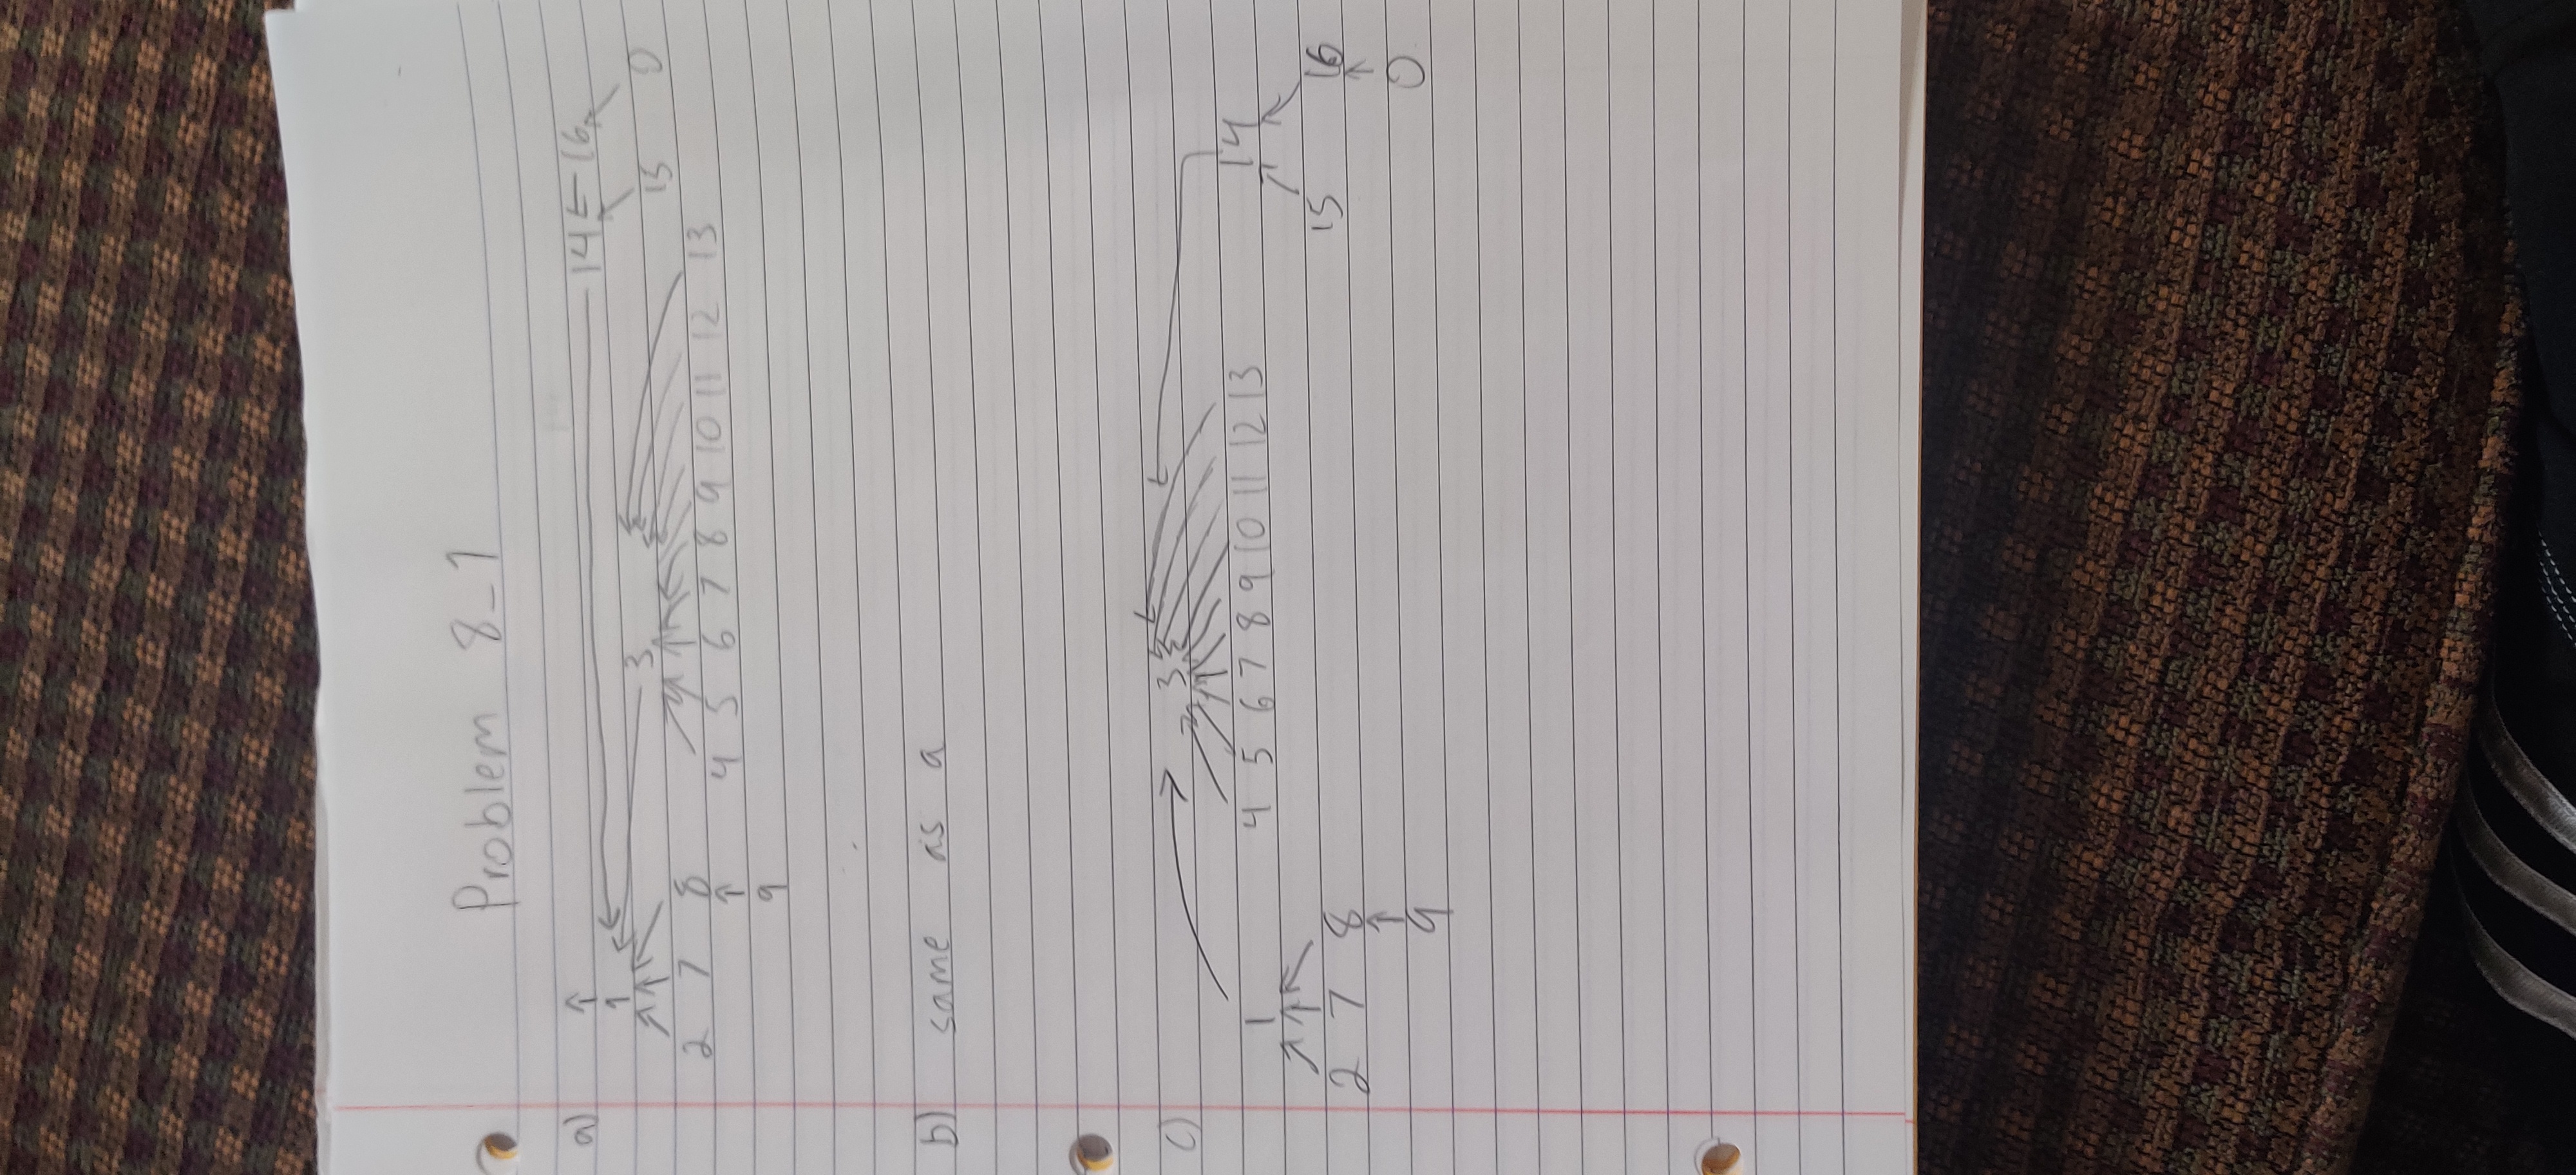 Problem 8-1
a)
1 14 16
3 15 0
2 7 8 4 5 6 7 8 9 10 11 12 13
9
b) same as a
c) 3
1 4 5 6 7 8 9 10 11 12 13 14
2 7 8 15 16
9 0